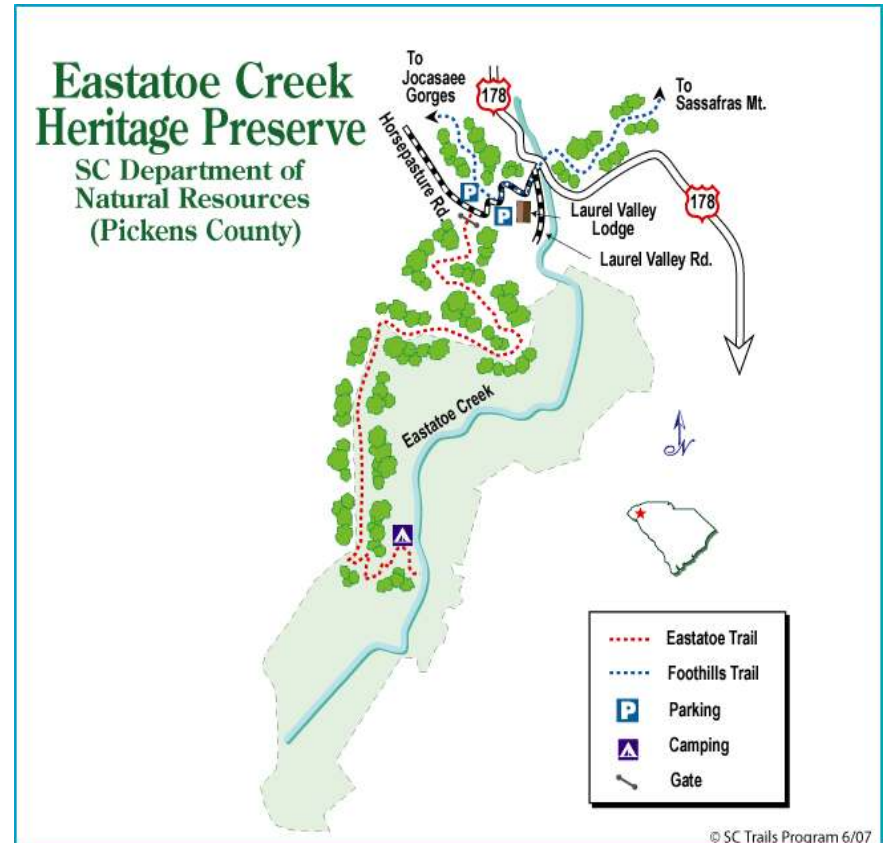 Eastatoe Creek
Heritage Preserve
SC Department of
Natural Resources
(Pickens County)
To
Jocasaee
Gorges
178
To
Sassafras Mt.
Horsepasture Rd.
P
P
Laurel Valley
Lodge
178
Laurel Valley Rd.
Eastatoe Creek
N
Eastatoe Trail
Foothills Trail
P
Parking
Camping
Gate
© SC Trails Program 6/07